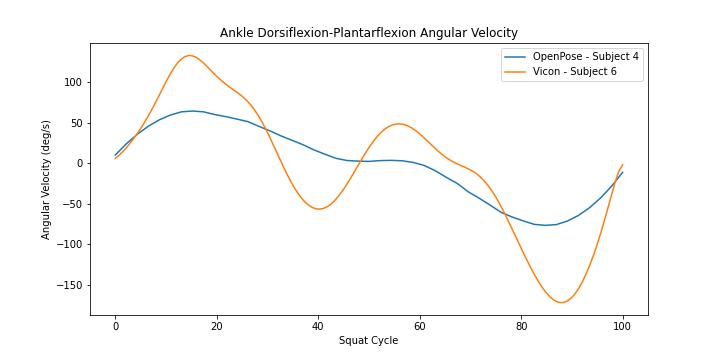 Ankle Dorsiflexion-Plantarflexion Angular Velocity
OpenPose - Subject 4
Vicon - Subject 6
Angular Velocity (deg/s)
100
50
0
−50
−100
−150
0
20
40
60
80
100
Squat Cycle